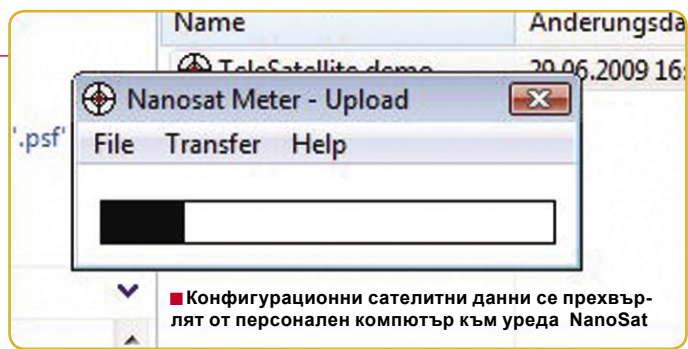 Name Änderungsda
TeleSatellite demo 29.06.2009 16:
Nanosat Meter - Upload
'.psf'
File Transfer Help
Конфигурационни сателитни данни се прехвър-
лят от персонален компютър към уреда NanoSat